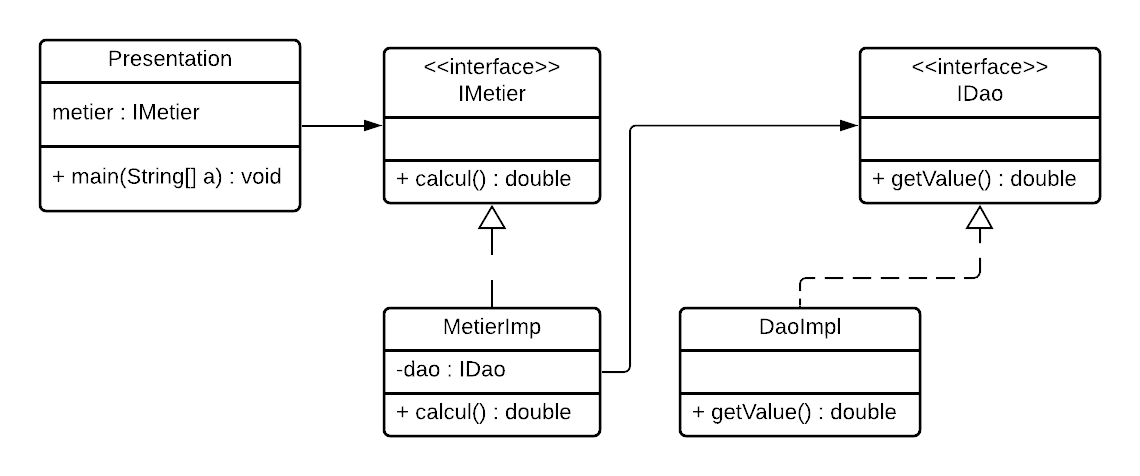 Presentation
metier : IMetier
+ main(String[] a) : void
<<interface>>
IMetier
+ calcul() : double
<<interface>>
IDao
+ getValue() : double
MetierImp
-dao : IDao
+ calcul() : double
DaoImpl
+ getValue() : double